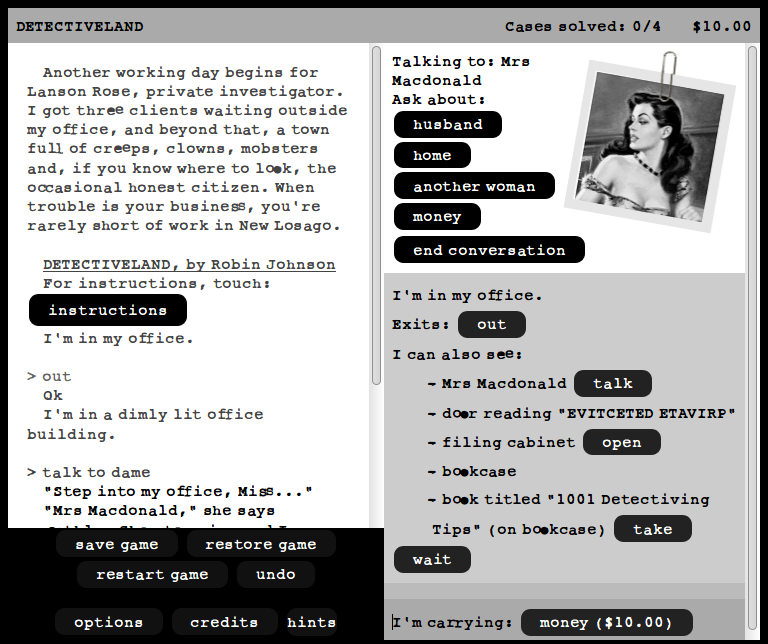 DETECTIVELAND
Cases solved: 0/4 $10.00
Another working day begins for
Lanson Rose, private investigator.
I got three clients waiting outside
my office, and beyond that, a town
full of creeps, clowns, mobsters
and, if you know where to look, the
occasional honest citizen. When
trouble is your business, you're
rarely short of work in New Losago.
DETECTIVELAND, by Robin Johnson
For instructions, touch:
instructions
I'm in my office.
> out
Ok
I'm in a dimly lit office
building.
> talk to dame
"Step into my office, Miss..."
"Mrs Macdonald," she says
save game
restore game
restart game
undo
options
credits
hints
Talking to: Mrs
Macdonald
Ask about:
husband
home
another woman
money
end conversation
I'm in my office.
Exits: out
I can also see:
- Mrs Macdonald talk
- door reading "EVITCETED ETAVIRP"
- filing cabinet open
- bookcase
- book titled "1001 Detectiving
Tips" (on bookcase) take
wait
I'm carrying: money ($10.00)